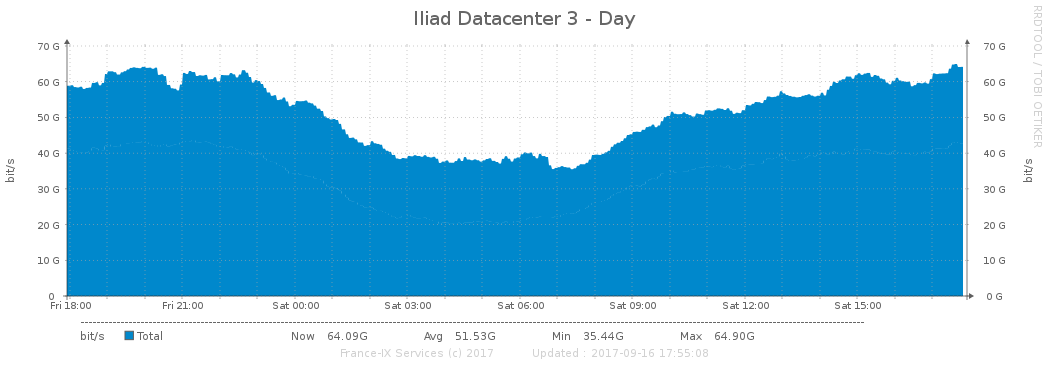 Iliad Datacenter 3 - Day
RRDTOOL / TOBI OETIKER
bit/s
70 G
60 G
50 G
40 G
30 G
20 G
10 G
0
70 G
60 G
50 G
40 G
30 G
20 G
10 G
0 G
bit/s
Fri 18:00 Fri 21:00 Sat 00:00 Sat 03:00 Sat 06:00 Sat 09:00 Sat 12:00 Sat 15:00
bit/s Total Now 64.09G Avg 51.53G Min 35.44G Max 64.90G
France-IX Services (c) 2017 Updated : 2017-09-16 17:55:08